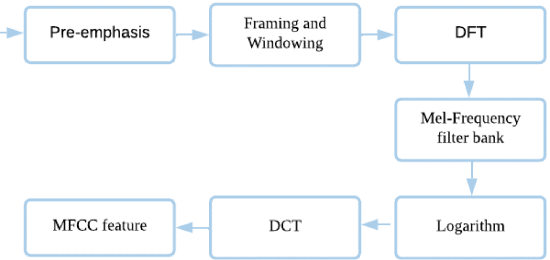 Pre-emphasis
Framing and
Windowing
DFT
Mel-Frequency
filter bank
Logarithm
DCT
MFCC feature